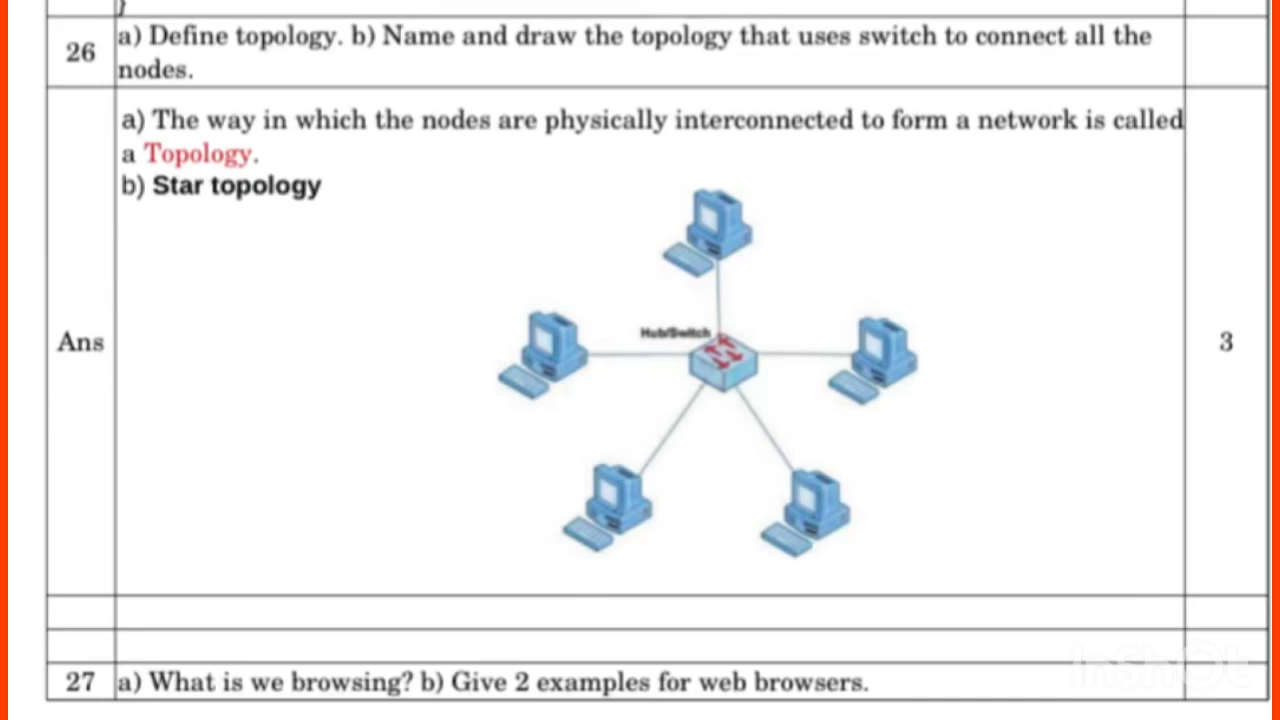 26
a) Define topology. b) Name and draw the topology that uses switch to connect all the
nodes.
a) The way in which the nodes are physically interconnected to form a network is called
a Topology.
b) Star topology
Hub/Switch
Ans
3
27
a) What is we browsing? b) Give 2 examples for web browsers.
InShOt